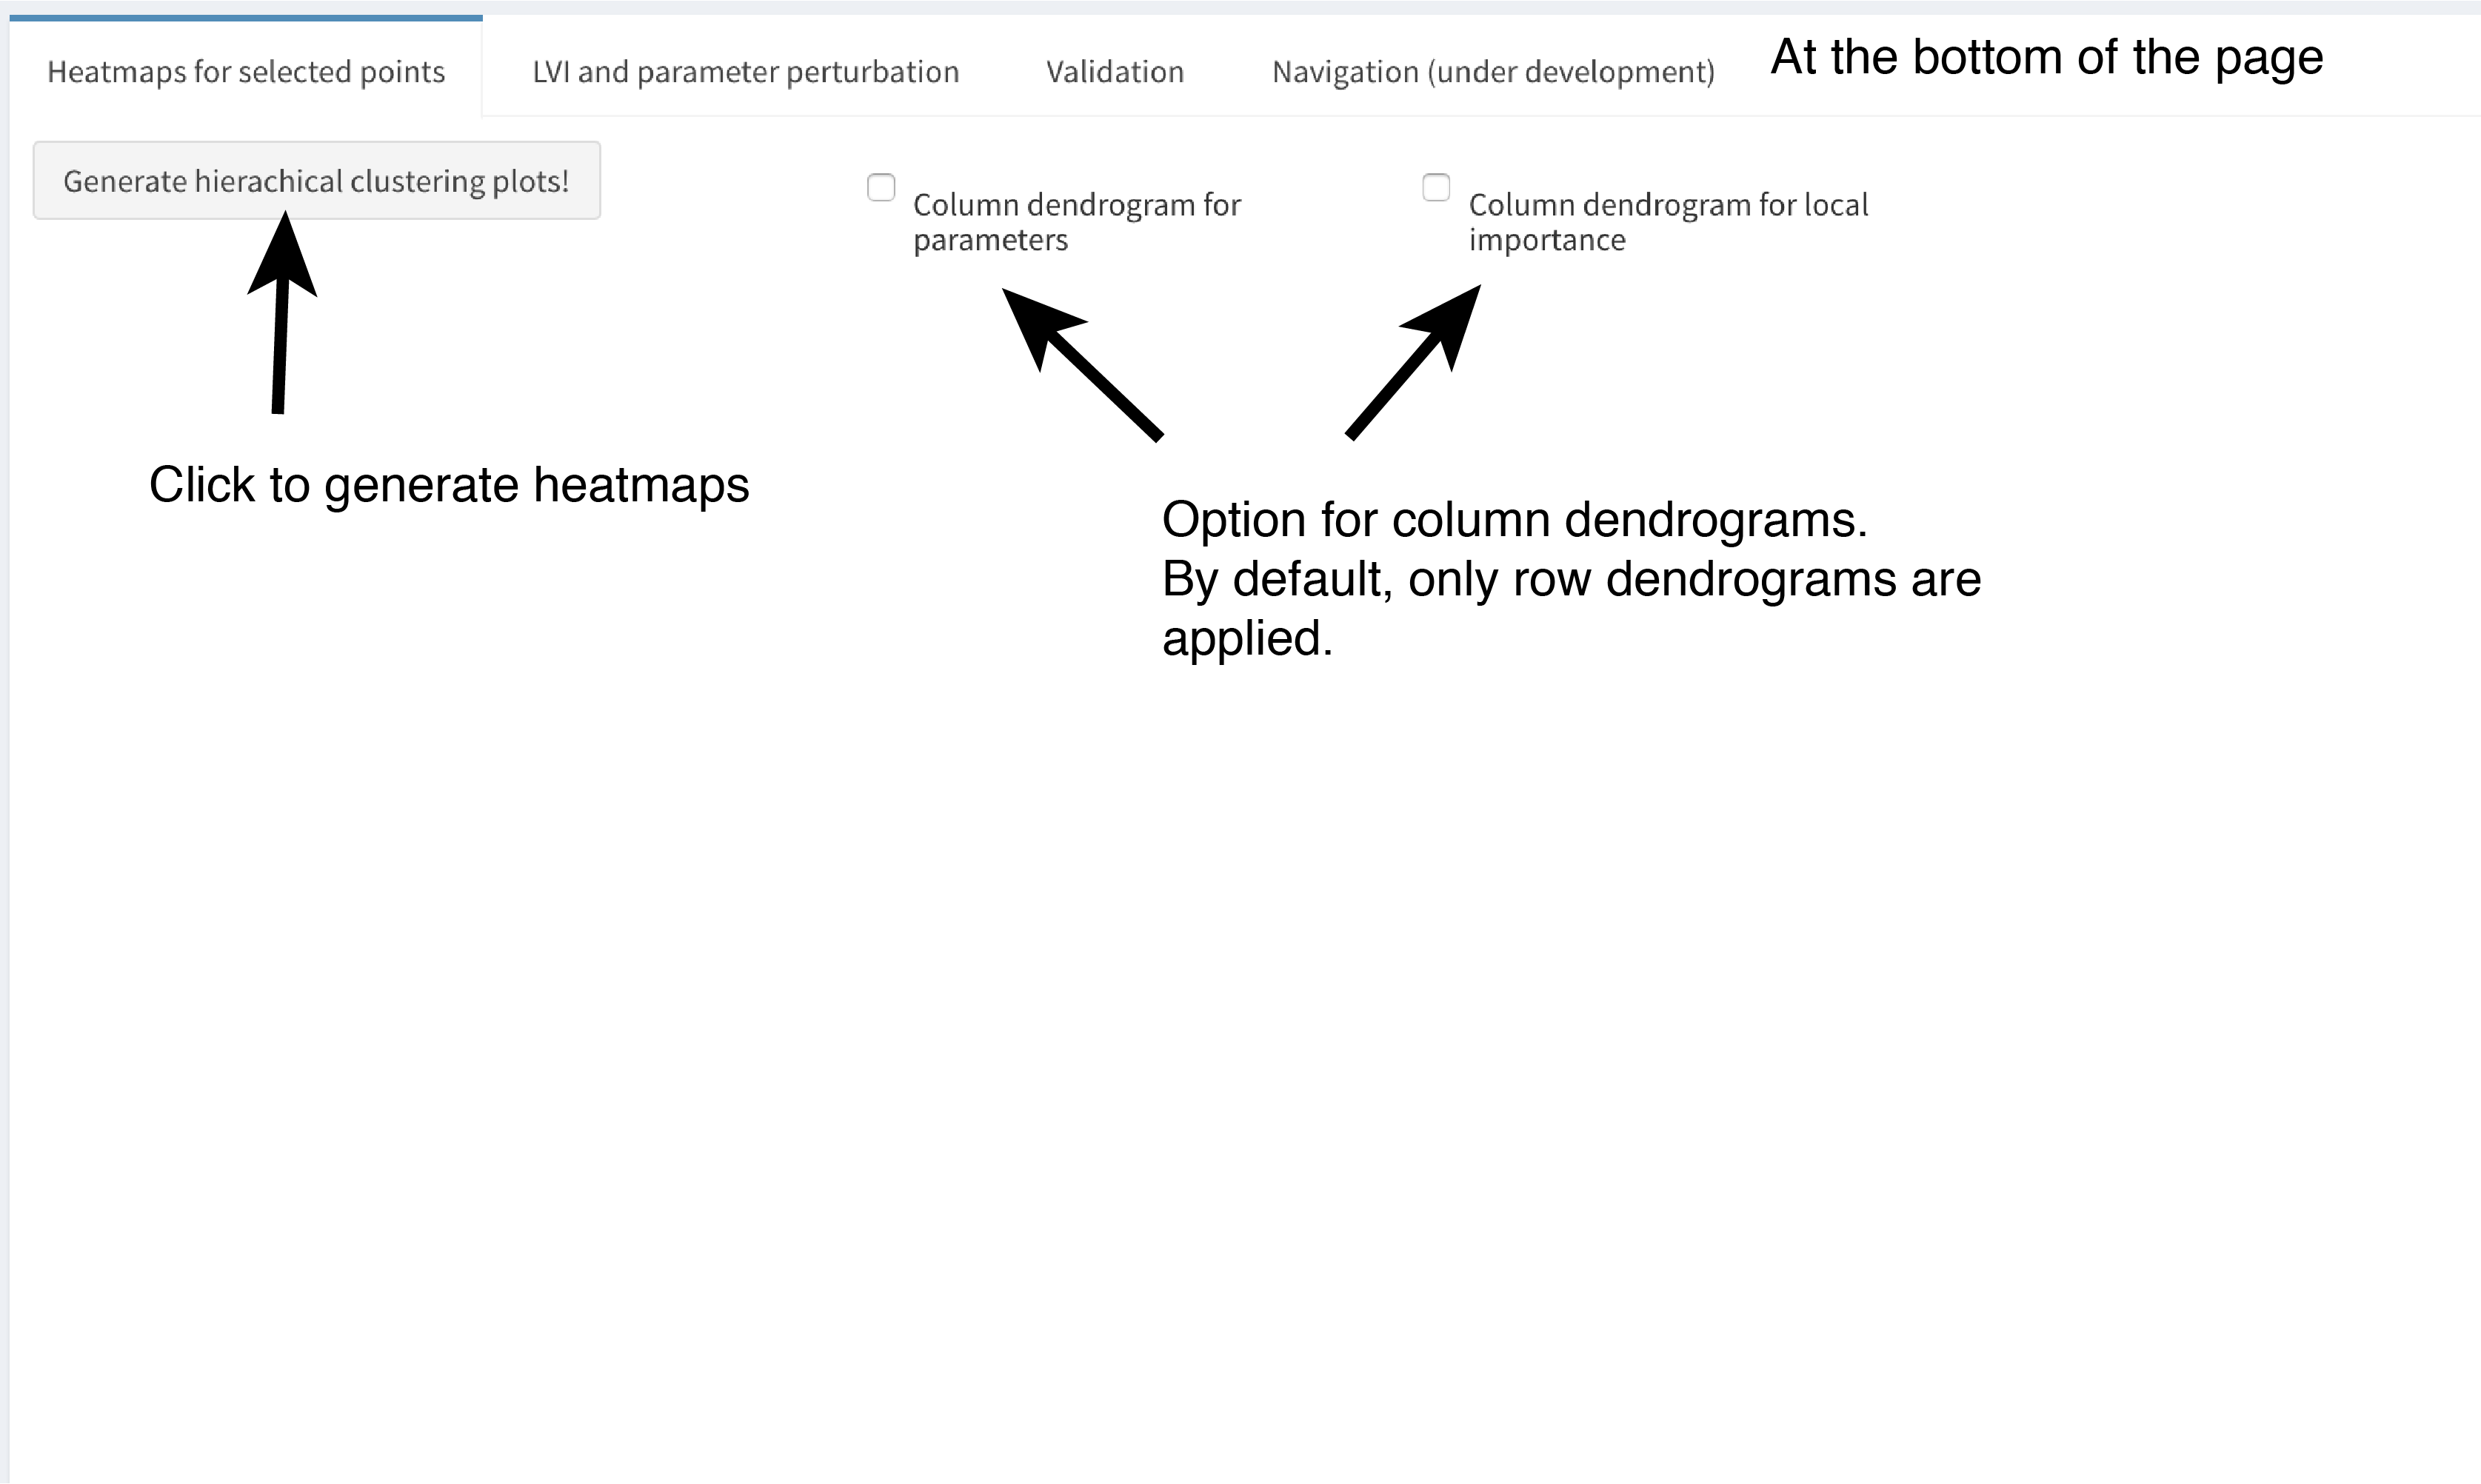 Heatmaps for selected points
LVI and parameter perturbation
Validation
Navigation (under development)
At the bottom of the page
Generate hierachical clustering plots!
Column dendrogram for
parameters
Column dendrogram for local
importance
Click to generate heatmaps
Option for column dendrograms.
By default, only row dendrograms are
applied.